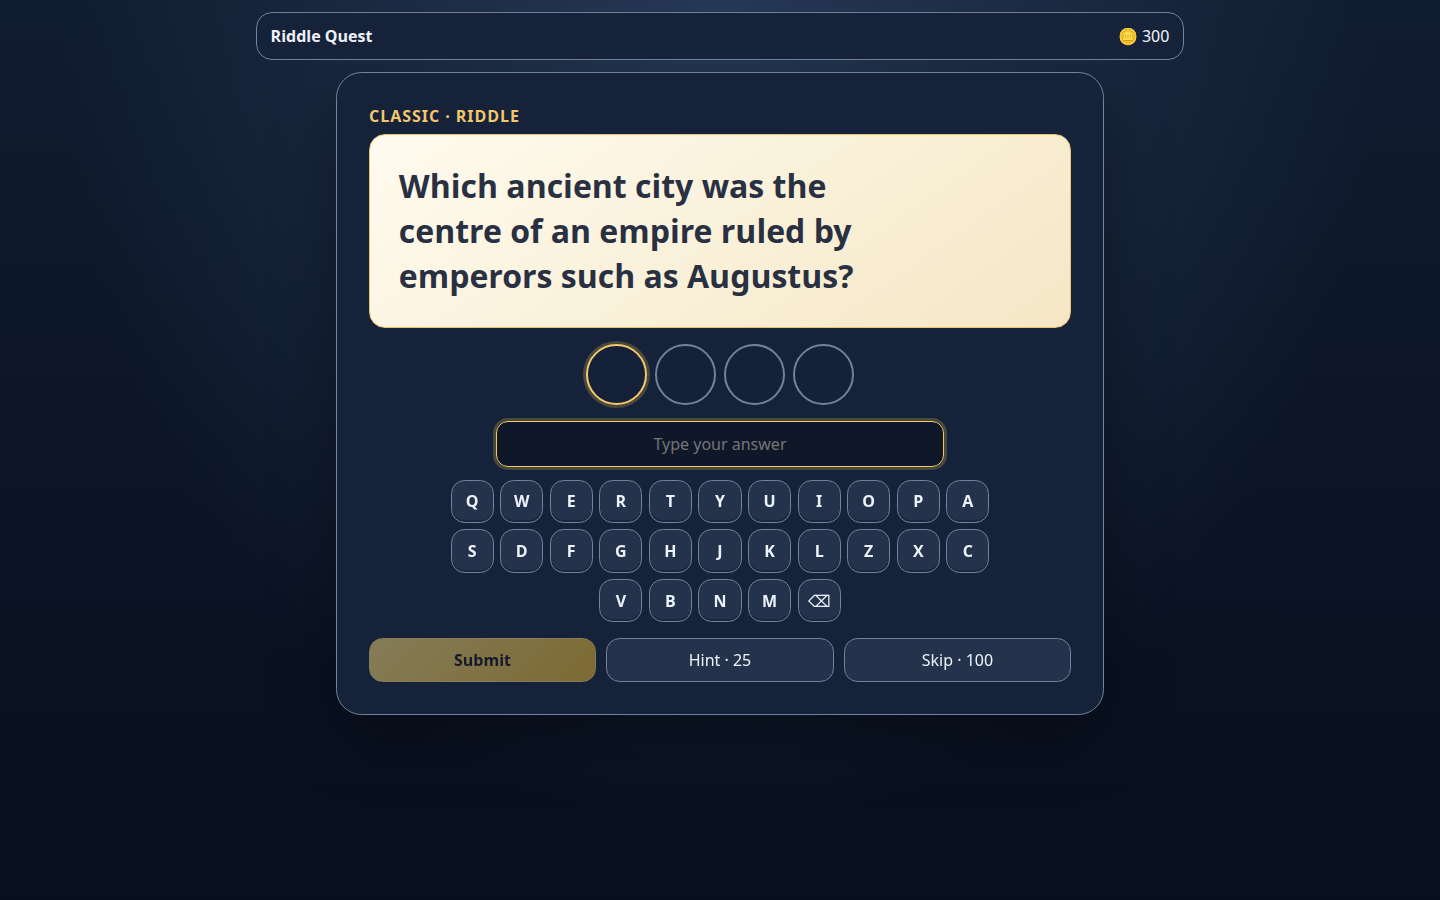 Riddle Quest
🪙 300
CLASSIC · RIDDLE
Which ancient city was the
centre of an empire ruled by
emperors such as Augustus?
Type your answer
Q W E R T Y U I O P A
S D F G H J K L Z X C
V B N M ⌫
Submit
Hint · 25
Skip · 100